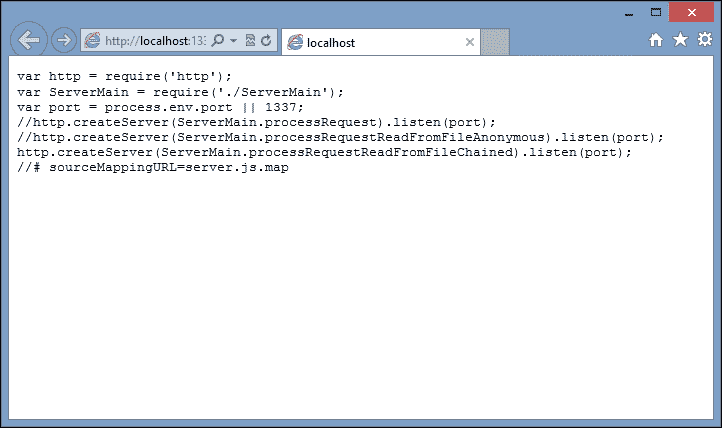 http://localhost:133
localhost
var http = require('http');
var ServerMain = require('./ServerMain');
var port = process.env.port || 1337;
//http.createServer(ServerMain.processRequest).listen(port);
//http.createServer(ServerMain.processRequestReadFromFileAnonymous).listen(port);
http.createServer(ServerMain.processRequestReadFromFileChained).listen(port);
//# sourceMappingURL=server.js.map